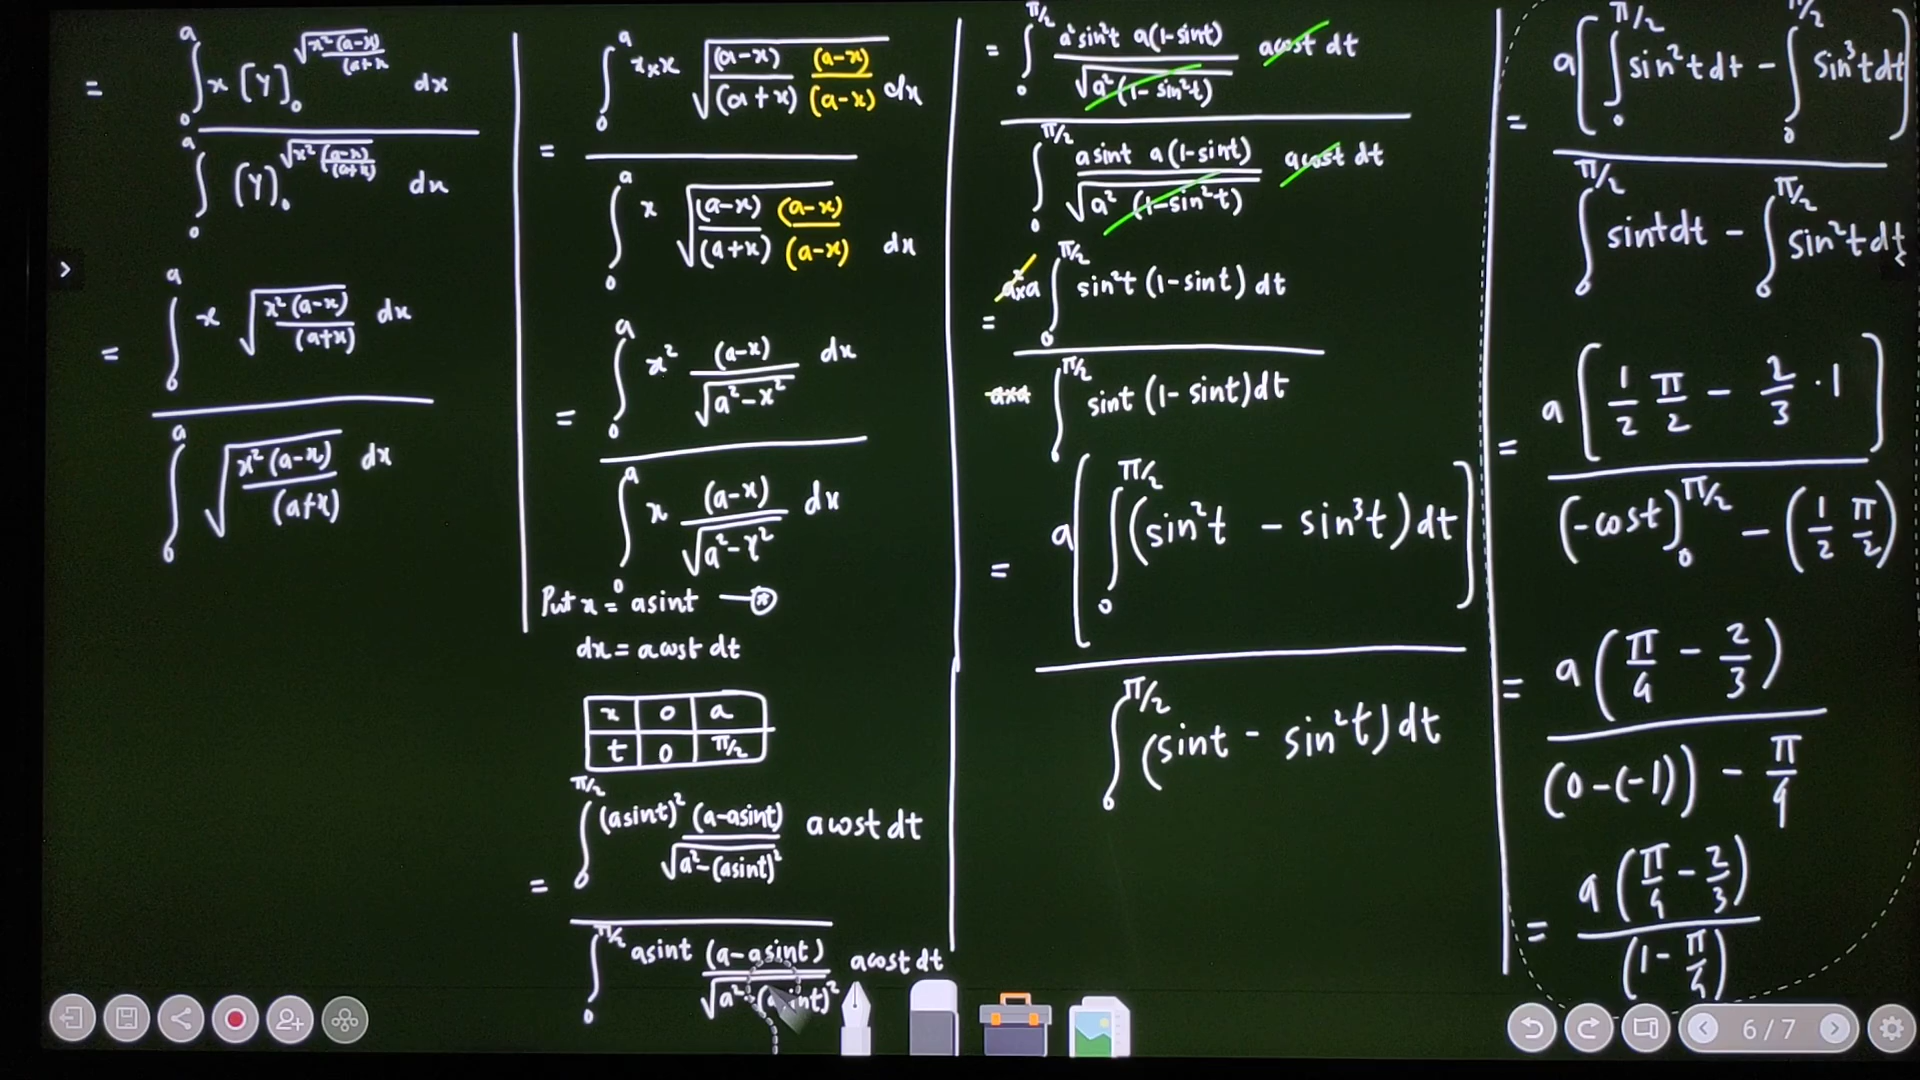 = ∫₀ᵃ x [y]₀^√(x²(a-x)/(a+x)) dx
∫₀ᵃ (y)₀^√(x²(a-x)/(a+x)) dx
= ∫₀ᵃ x √(x²(a-x)/(a+x)) dx
∫₀ᵃ √(x²(a-x)/(a+x)) dx
= ∫₀ᵃ x×x √((a-x)/(a+x) (a-x)/(a-x)) dx
∫₀ᵃ x √((a-x)/(a+x) (a-x)/(a-x)) dx
= ∫₀ᵃ x² (a-x)/√(a²-x²) dx
∫₀ᵃ x (a-x)/√(a²-x²) dx
Put x = asint
dx = acost dt
x 0 a
t 0 π/2
= ∫₀^π/2 (asint)² (a-asint)/√(a²-(asint)²) acost dt
∫₀^π/2 asint (a-asint)/√(a²-(asint)²) acost dt
= ∫₀^π/2 a²sin²t a(1-sint)/√(a²(1-sin²t)) acost dt
∫₀^π/2 asint a(1-sint)/√(a²(1-sin²t)) acost dt
= a²×a ∫₀^π/2 sin²t (1-sint) dt
a×a ∫₀^π/2 sint (1-sint) dt
= a[∫₀^π/2 (sin²t - sin³t) dt]
∫₀^π/2 (sint - sin²t) dt
= a[∫₀^π/2 sin²t dt - ∫₀^π/2 sin³t dt]
∫₀^π/2 sint dt - ∫₀^π/2 sin²t dt
= a[1/2 π/2 - 2/3 · 1]
(-cost)₀^π/2 - (1/2 π/2)
= a(π/4 - 2/3)
(0-(-1)) - π/4
= a(π/4 - 2/3)
(1 - π/4)
6 / 7